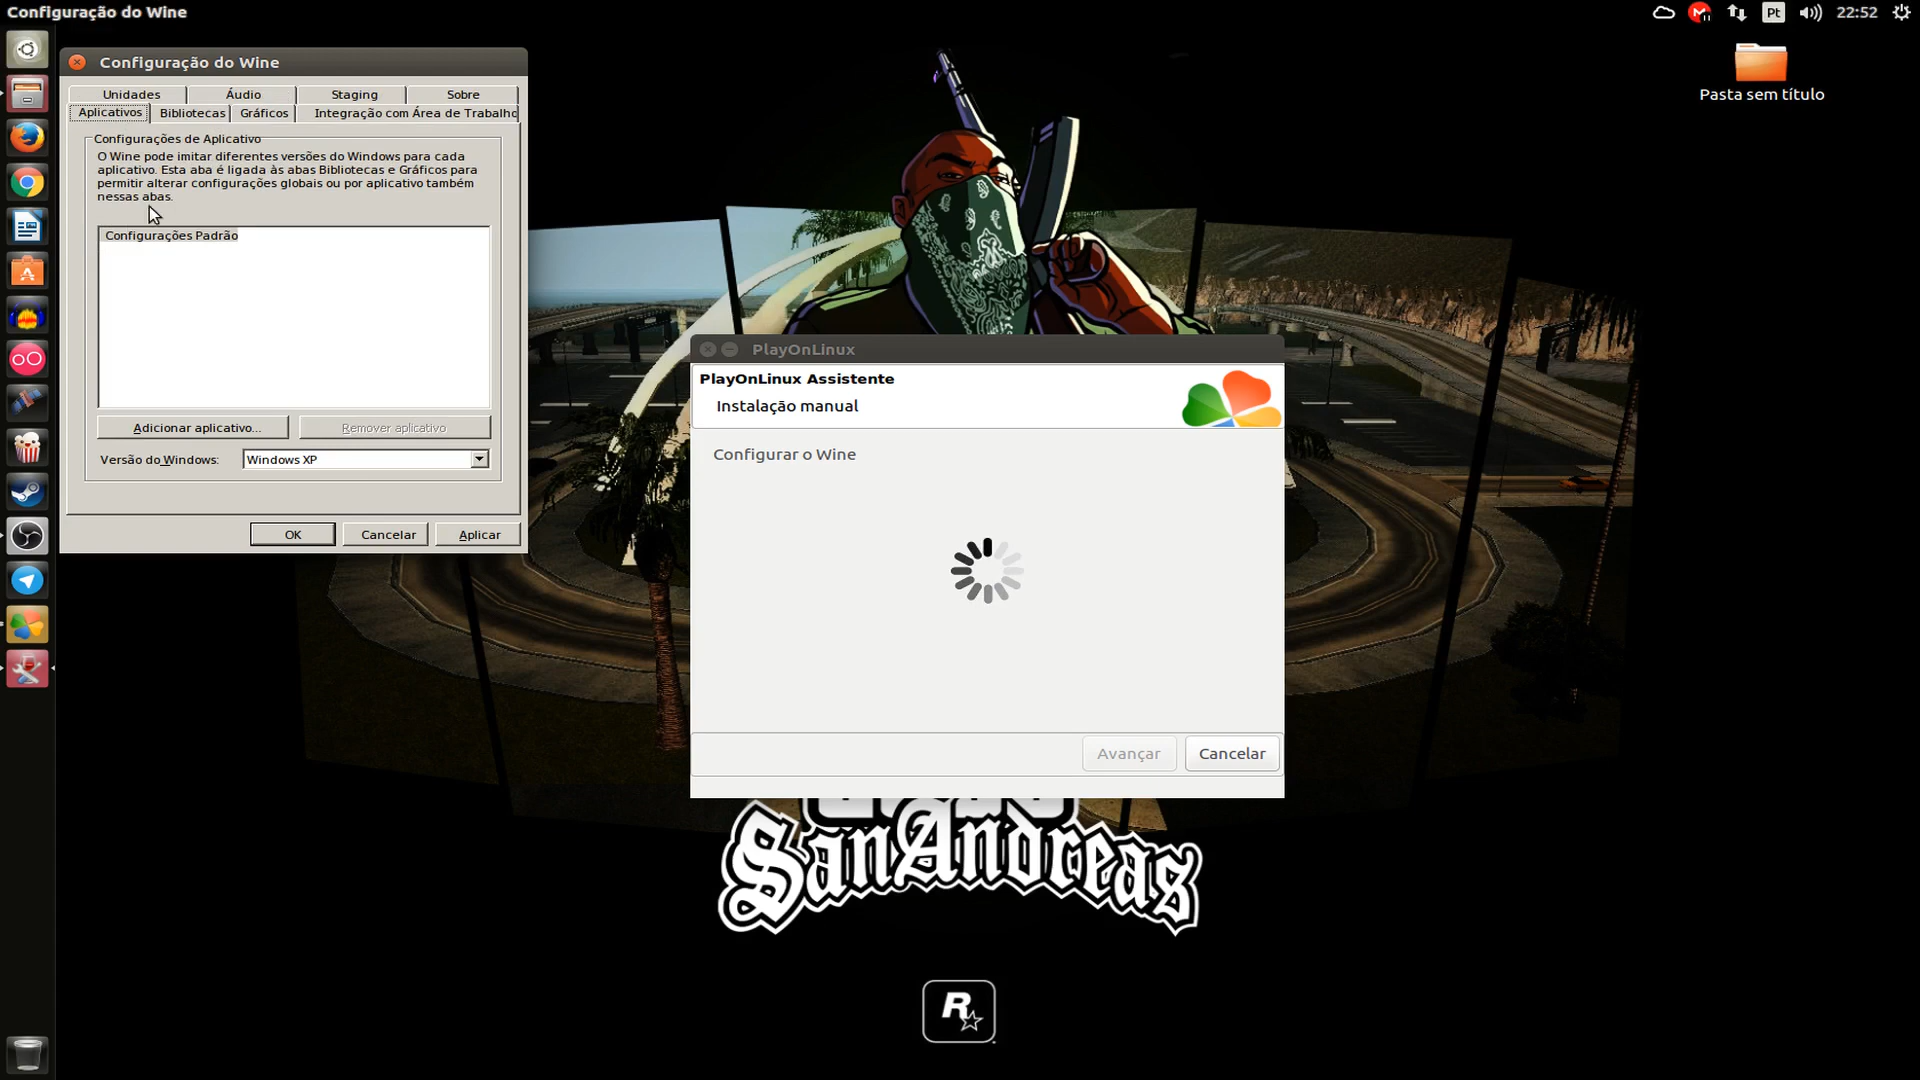 Configuração do Wine
Pt
22:52
Pasta sem título
Configuração do Wine
Unidades
Áudio
Staging
Sobre
Aplicativos
Bibliotecas
Gráficos
Integração com Área de Trabalho
Configurações de Aplicativo
O Wine pode imitar diferentes versões do Windows para cada
aplicativo. Esta aba é ligada às abas Bibliotecas e Gráficos para
permitir alterar configurações globais ou por aplicativo também
nessas abas.
Configurações Padrão
Adicionar aplicativo...
Remover aplicativo
Versão do Windows:
Windows XP
OK
Cancelar
Aplicar
PlayOnLinux
PlayOnLinux Assistente
Instalação manual
Configurar o Wine
Avançar
Cancelar
SanAndreas
R